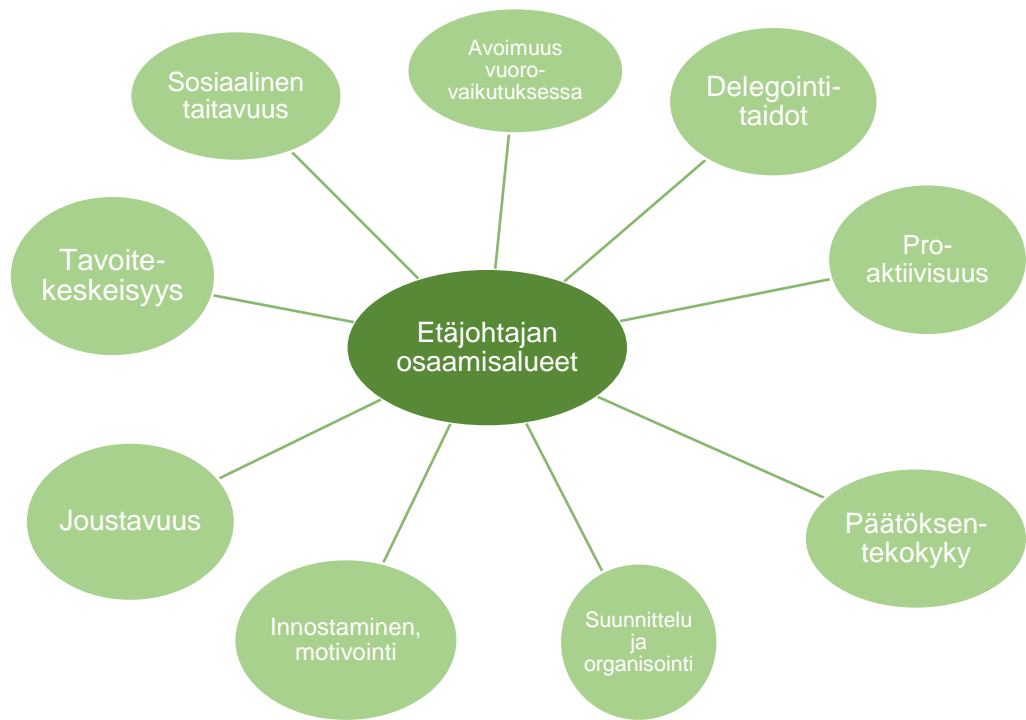 Avoimuus
vuoro-
vaikutuksessa
Sosiaalinen
taitavuus
Delegointi-
taidot
Pro-
aktiivisuus
Tavoite-
keskeisyys
Etäjohtajan
osaamisalueet
Joustavuus
Päätöksen-
tekokyky
Innostaminen,
motivointi
Suunnittelu
ja
organisointi